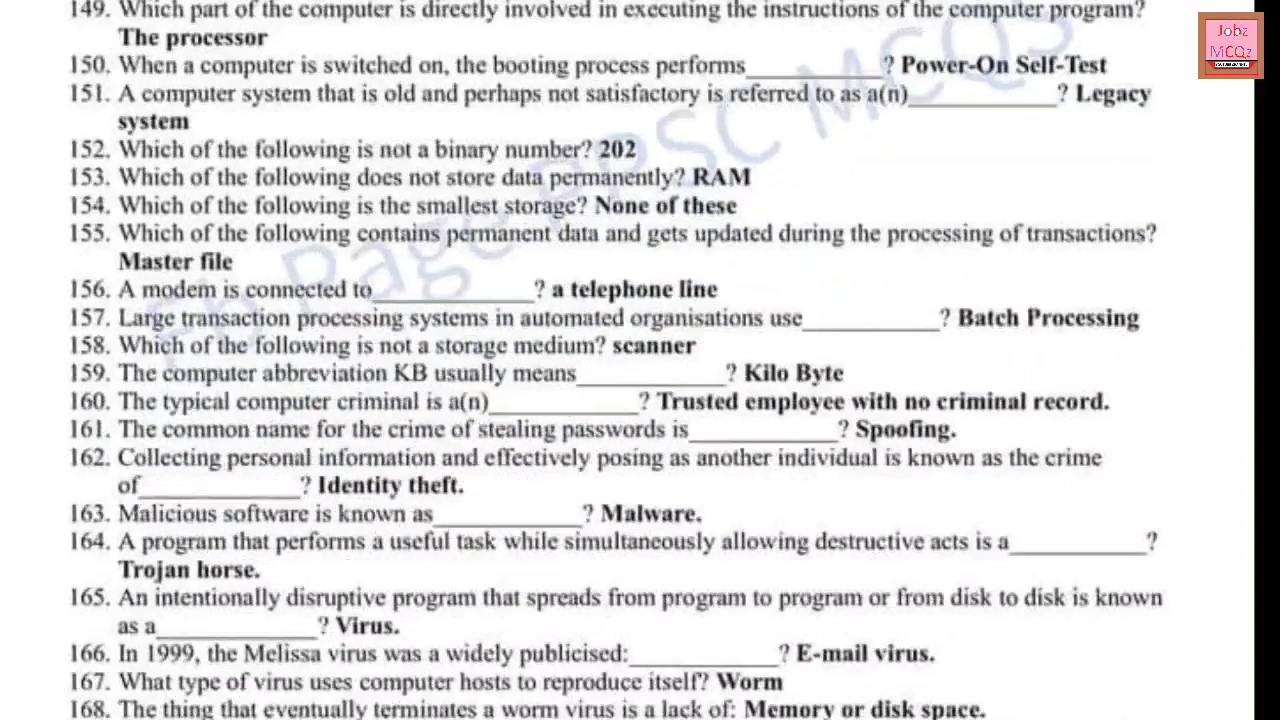 149. Which part of the computer is directly involved in executing the instructions of the computer program?
The processor
150. When a computer is switched on, the booting process performs____________? Power-On Self-Test
151. A computer system that is old and perhaps not satisfactory is referred to as a(n)____________? Legacy
system
152. Which of the following is not a binary number? 202
153. Which of the following does not store data permanently? RAM
154. Which of the following is the smallest storage? None of these
155. Which of the following contains permanent data and gets updated during the processing of transactions?
Master file
156. A modem is connected to____________? a telephone line
157. Large transaction processing systems in automated organisations use____________? Batch Processing
158. Which of the following is not a storage medium? scanner
159. The computer abbreviation KB usually means____________? Kilo Byte
160. The typical computer criminal is a(n)____________? Trusted employee with no criminal record.
161. The common name for the crime of stealing passwords is____________? Spoofing.
162. Collecting personal information and effectively posing as another individual is known as the crime
of____________? Identity theft.
163. Malicious software is known as____________? Malware.
164. A program that performs a useful task while simultaneously allowing destructive acts is a____________?
Trojan horse.
165. An intentionally disruptive program that spreads from program to program or from disk to disk is known
as a____________? Virus.
166. In 1999, the Melissa virus was a widely publicised:____________? E-mail virus.
167. What type of virus uses computer hosts to reproduce itself? Worm
168. The thing that eventually terminates a worm virus is a lack of: Memory or disk space.
Fb Page PPSC MCQS
Jobz
MCQz